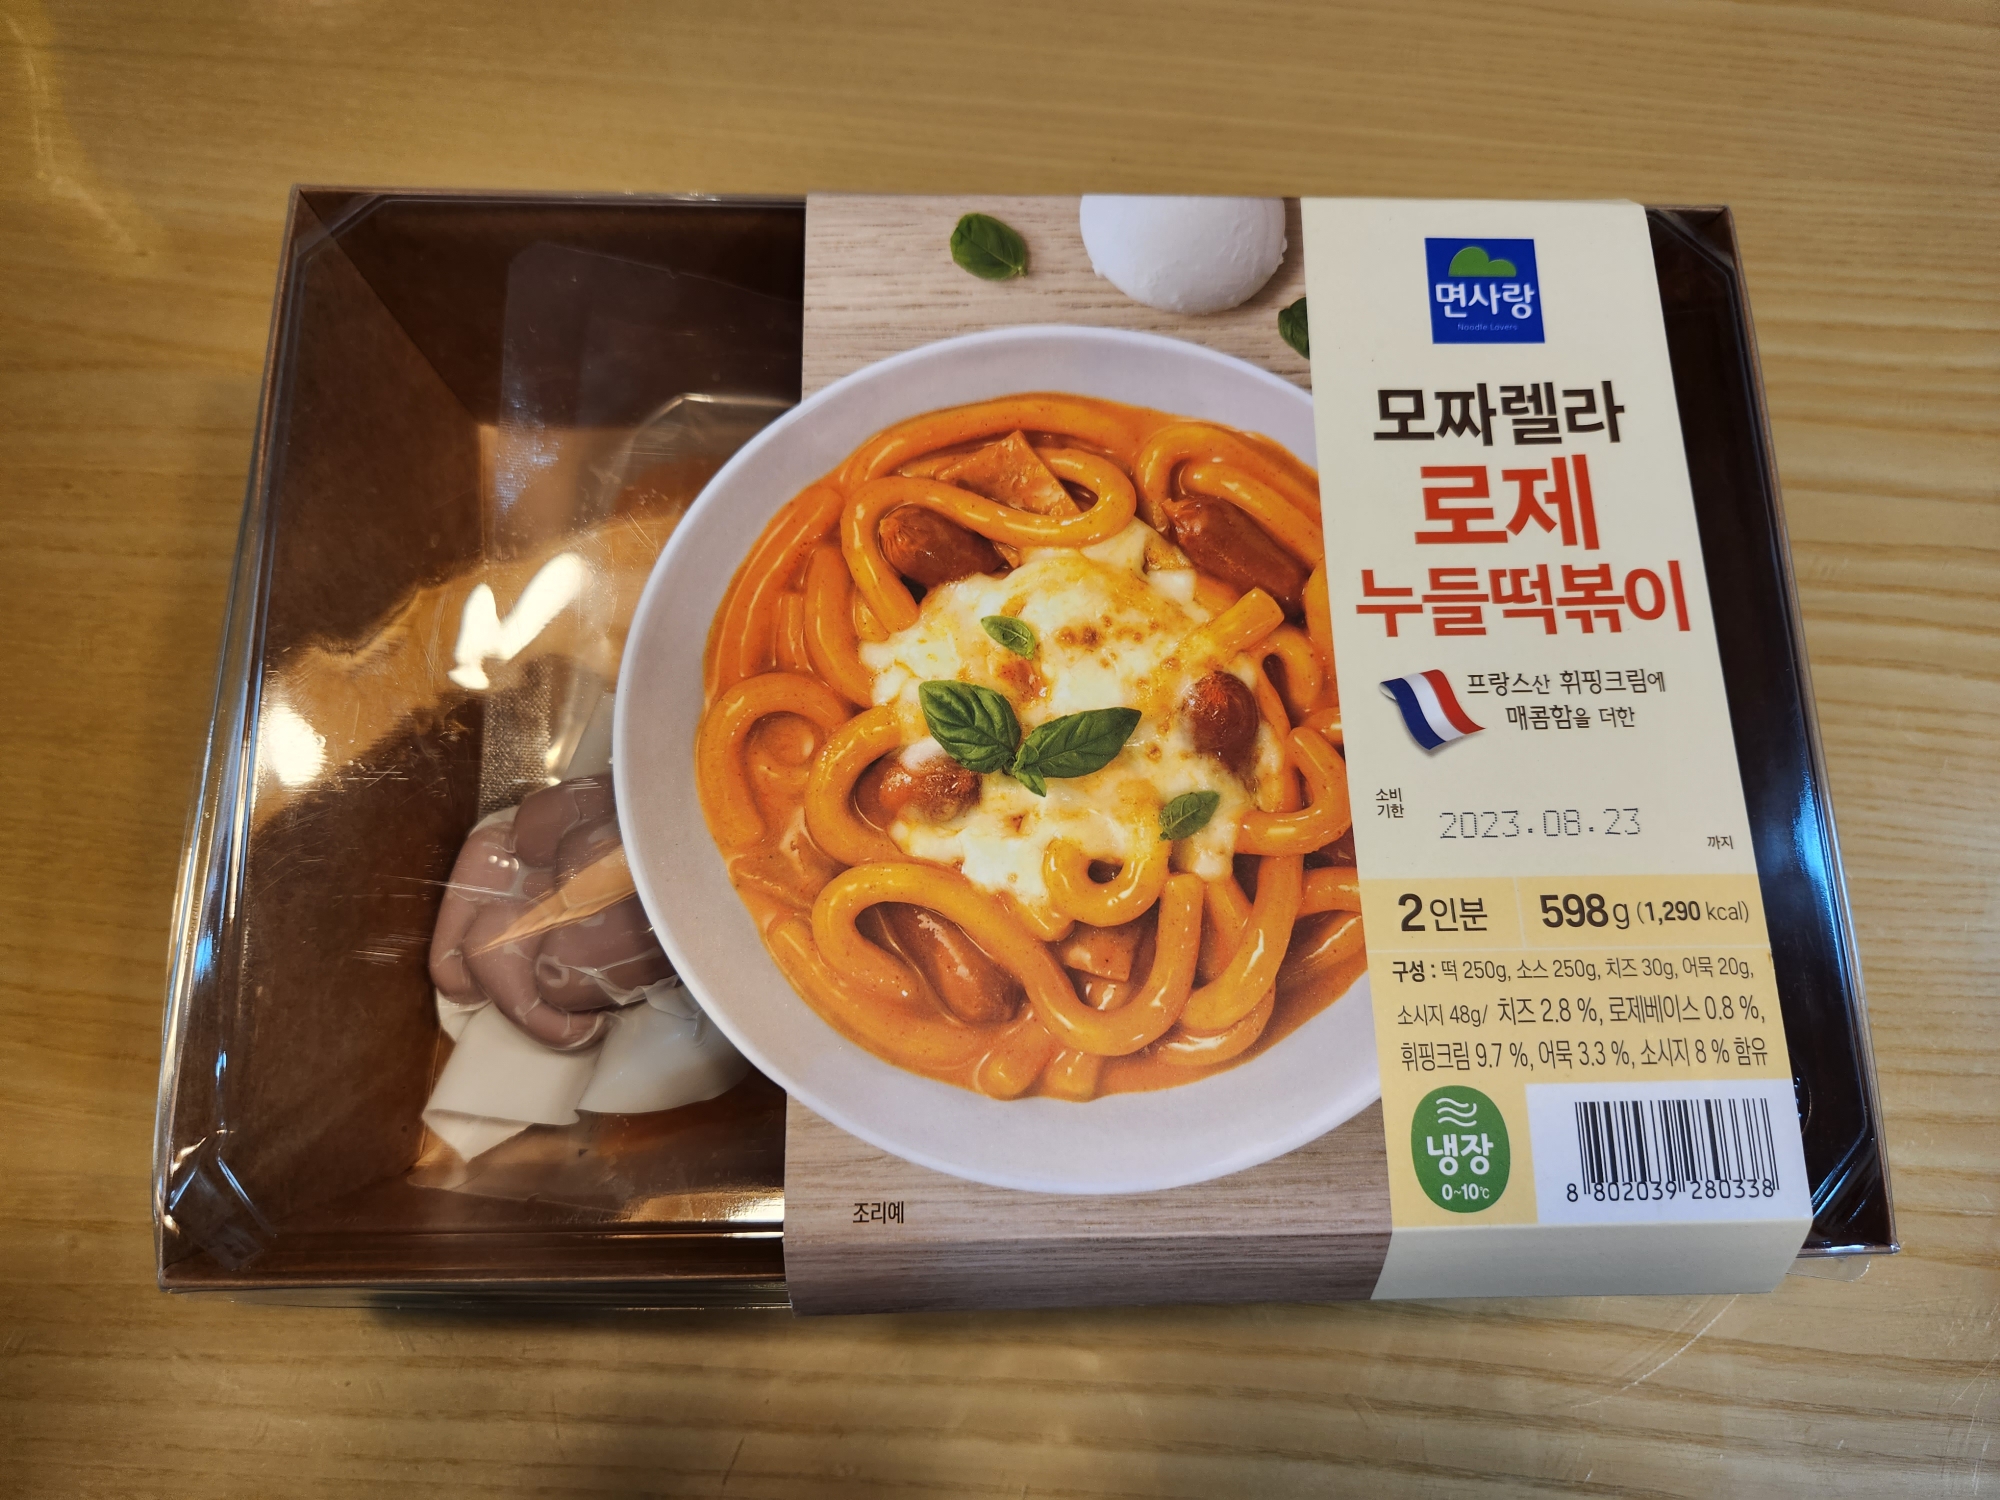 면사랑
Noodle Lovers
모짜렐라
로제
누들떡볶이
프랑스산 휘핑크림에
매콤함을 더한
소비
기한
2023.08.23
까지
2인분
598g (1,290 kcal)
구성 : 떡 250g, 소스 250g, 치즈 30g, 어묵 20g,
소시지 48g/ 치즈 2.8 %, 로제베이스 0.8 %,
휘핑크림 9.7 %, 어묵 3.3 %, 소시지 8 % 함유
냉장
0~10℃
8 802039 280338
조리예